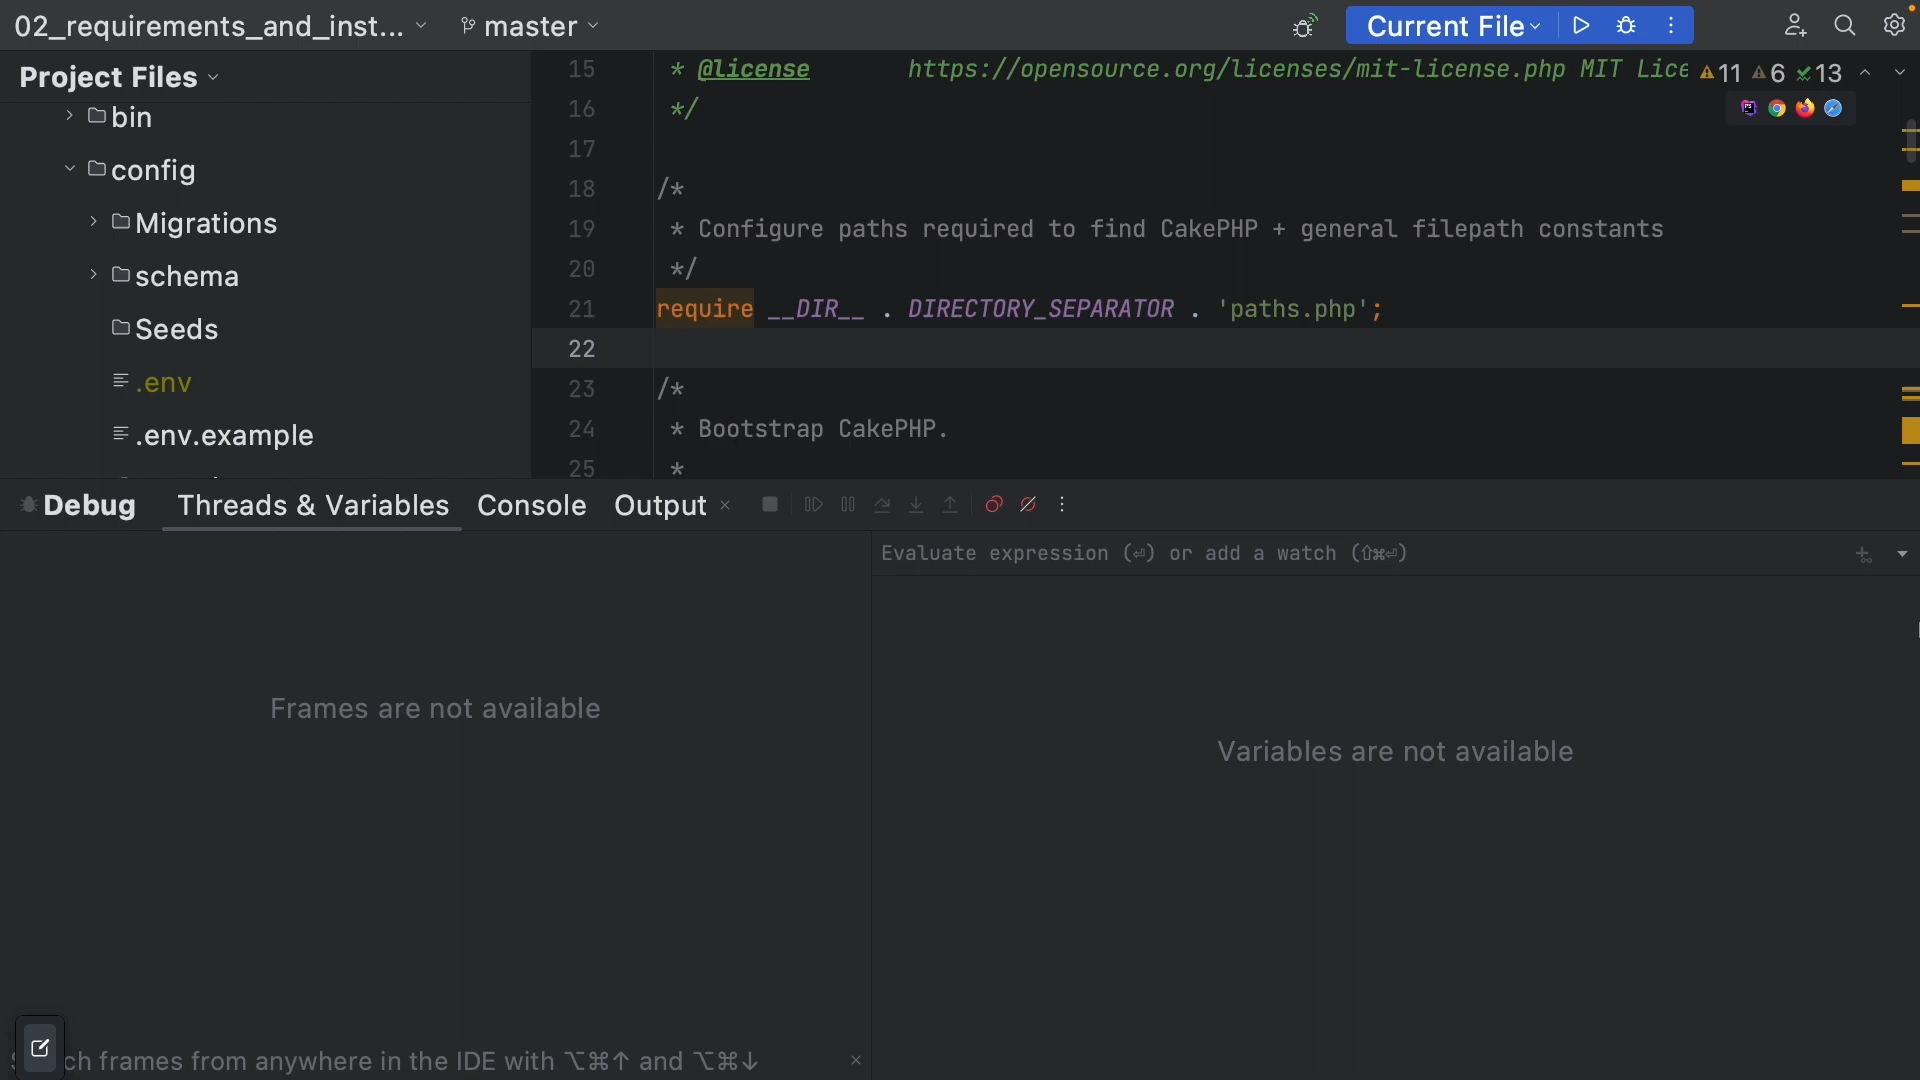 02_requirements_and_inst... master Current File
Project Files
bin
config
Migrations
schema
Seeds
.env
.env.example
15 * @license https://opensource.org/licenses/mit-license.php MIT Lice 11 6 13
16 */
17
18 /*
19 * Configure paths required to find CakePHP + general filepath constants
20 */
21 require __DIR__ . DIRECTORY_SEPARATOR . 'paths.php';
22
23 /*
24 * Bootstrap CakePHP.
25 *
Debug Threads & Variables Console Output
Evaluate expression (⏎) or add a watch (⇧⌘⏎)
Frames are not available
Variables are not available
ch frames from anywhere in the IDE with ⌥⌘↑ and ⌥⌘↓